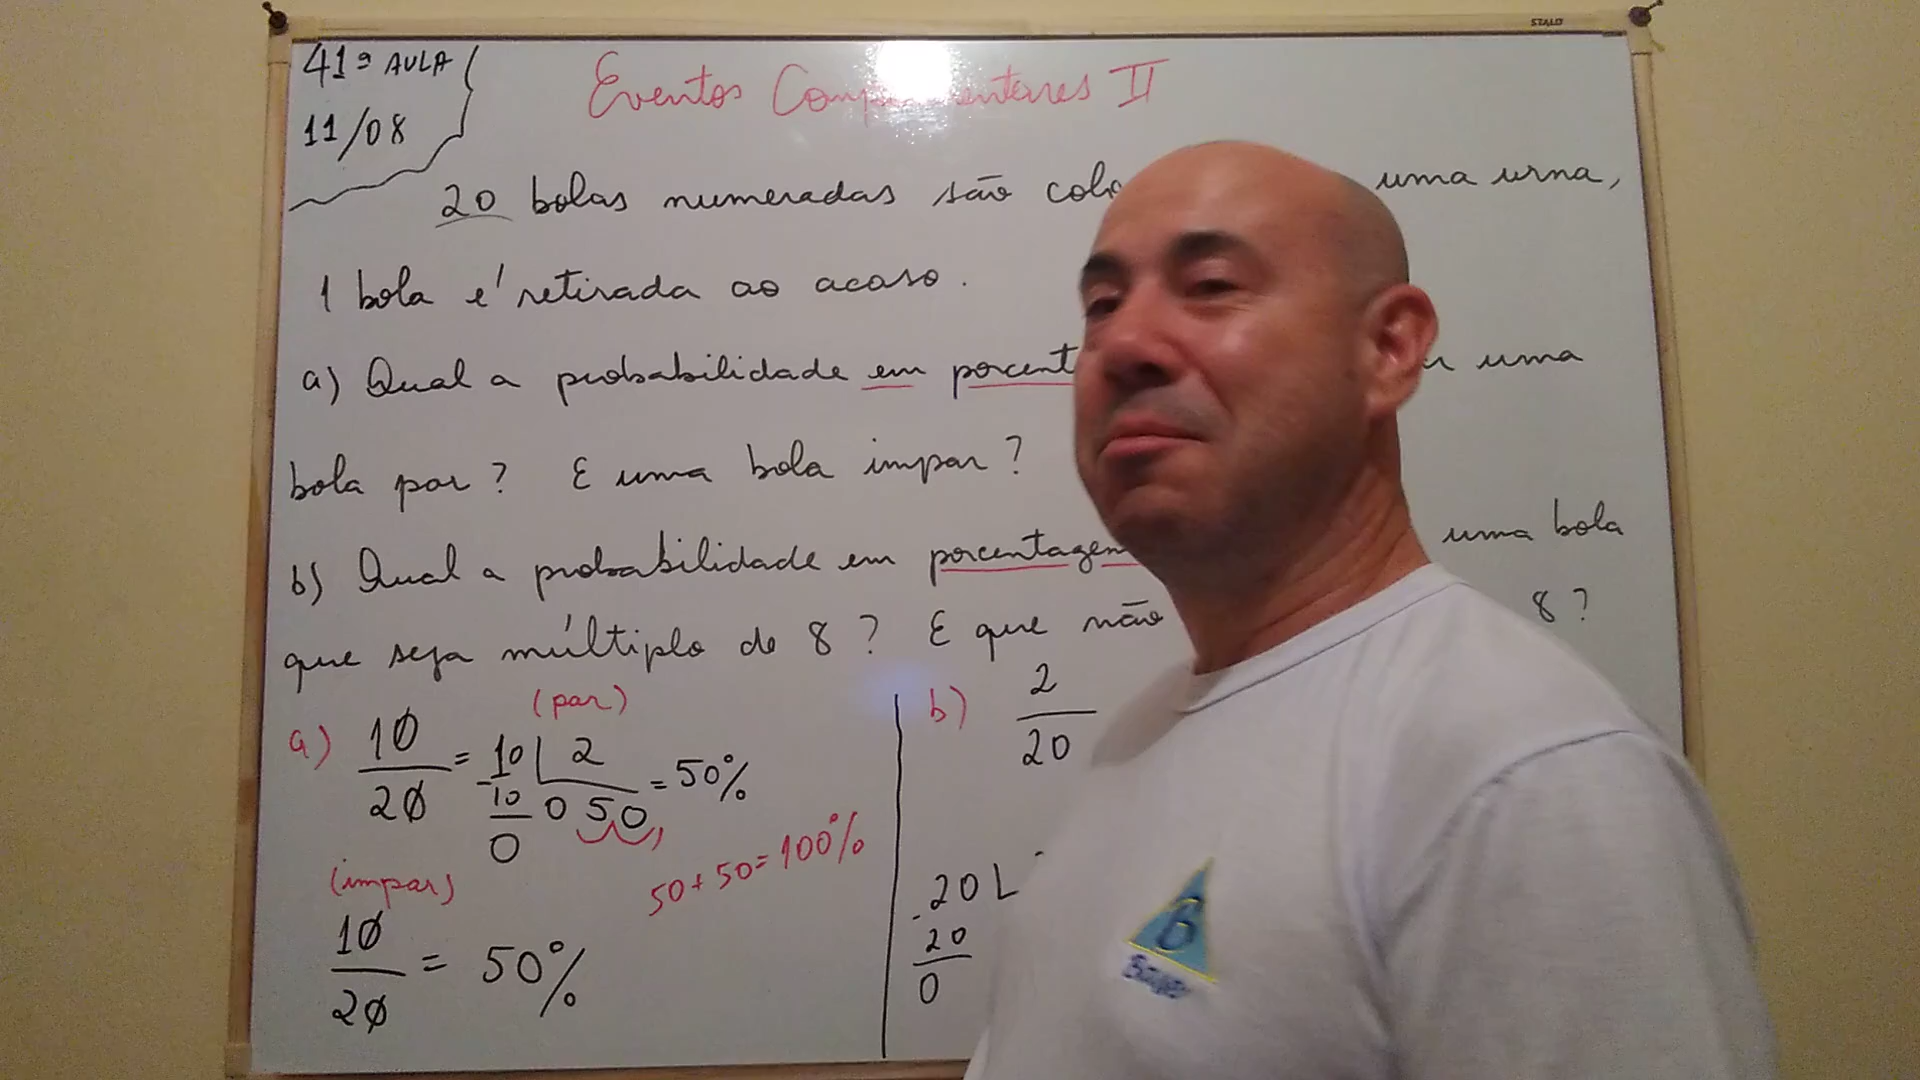 STALO
41ª AULA
11/08
Eventos II
20 bolas numeradas são uma urna,
1 bola é retirada ao acaso.
a) Qual a probabilidade em uma
bola par? E uma bola impar?
b) Qual a probabilidade em porcentagem uma bola
que seja múltiplo de 8? E que não 8?
a) 10/20 = 10 2 = 50%
(par)
-10 0 50
0
50 + 50 = 100%
(impar)
10/20 = 50%
b) 2/20
20
- 20
0
6